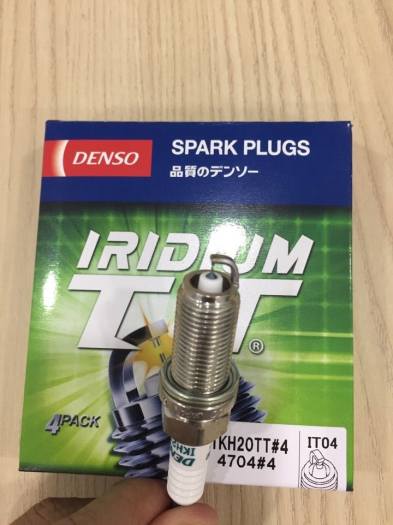 DENSO
SPARK PLUGS
品質のデンソー
IRIDIUM
TT®
4PACK
IKH20TT#4
4704#4
IT04